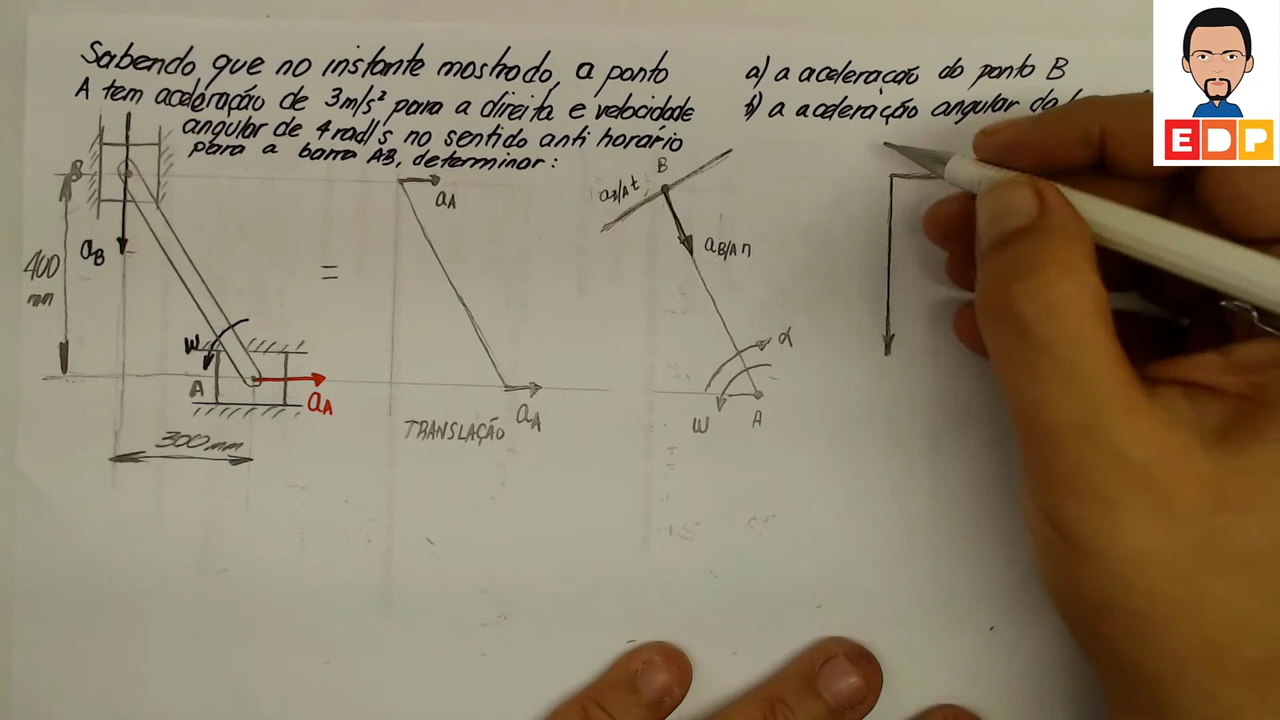 Sabendo que no instante mostrado, o ponto
A tem aceleração de 3m/s² para a direita e velocidade
angular de 4 rad/s no sentido anti horário
para a barra AB, determinar:
a) a aceleração do ponto B
b) a aceleração angular da
EDP
B
aB
400
mm
W
A
aA
300mm
=
aA
aA
TRANSLAÇÃO
B
aB/A t
aB/A n
α
W
A